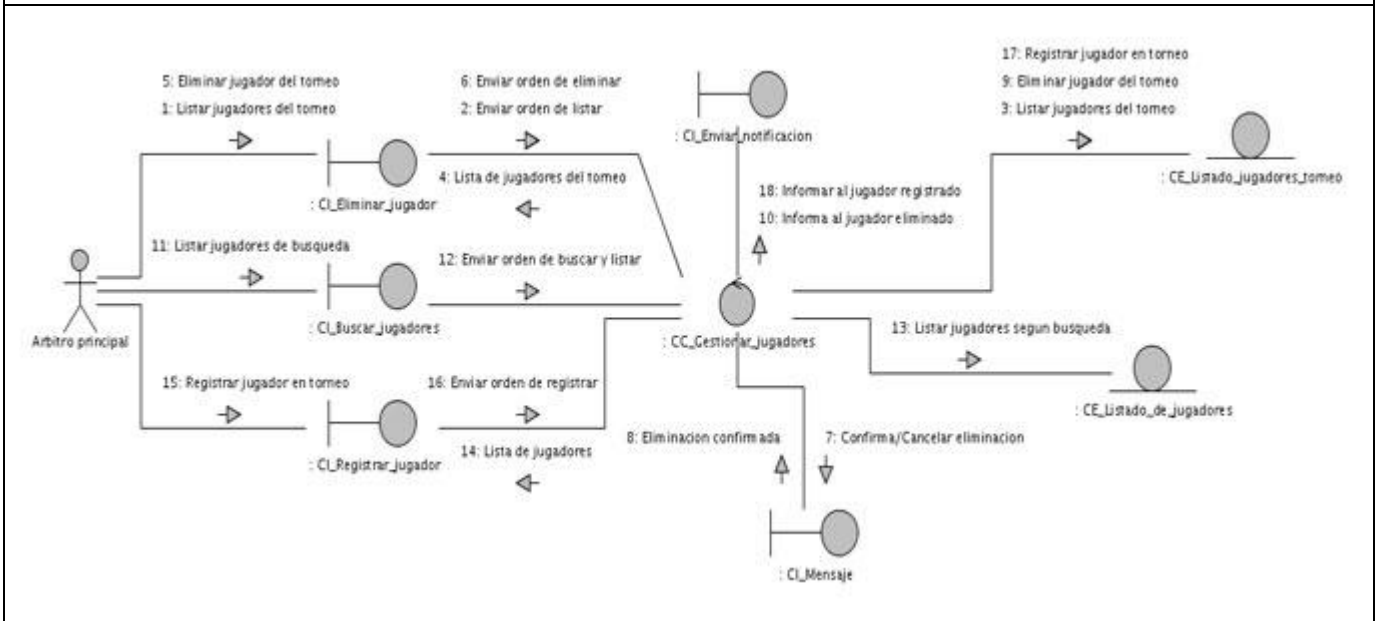 5: Eliminar jugador del torneo
1: Listar jugadores del torneo
: CI_Eliminar_jugador
6: Enviar orden de eliminar
2: Enviar orden de listar
4: Lista de jugadores del torneo
: CI_Enviar_notificacion
18: Informar al jugador registrado
10: Informa al jugador eliminado
17: Registrar jugador en torneo
9: Eliminar jugador del torneo
3: Listar jugadores del torneo
: CE_Listado_jugadores_torneo
Arbitro principal
11: Listar jugadores de busqueda
: CI_Buscar_jugadores
12: Enviar orden de buscar y listar
: CC_Gestionar_jugadores
13: Listar jugadores segun busqueda
: CE_Listado_de_jugadores
15: Registrar jugador en torneo
: CI_Registrar_jugador
16: Enviar orden de registrar
14: Lista de jugadores
8: Eliminacion confirmada
7: Confirma/Cancelar eliminacion
: CI_Mensaje